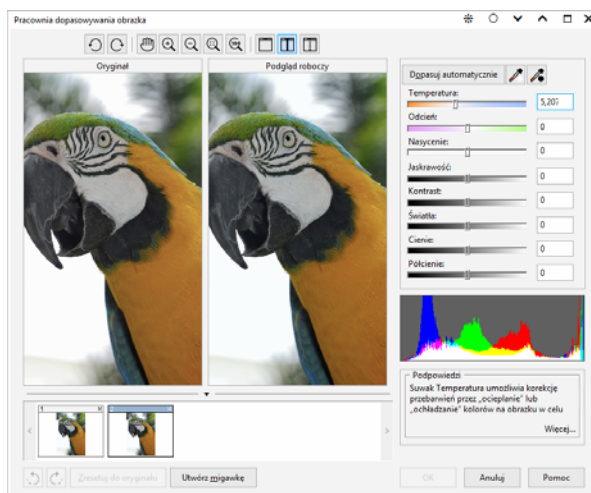 Pracownia dopasowywania obrazka
Oryginał
Podgląd roboczy
Dopasuj automatycznie
Temperatura:
5,207
Odcień:
0
Nasycenie:
0
Jaskrawość:
0
Kontrast:
0
Światła:
0
Cienie:
0
Półcienie:
0
Podpowiedzi
Suwak Temperatura umożliwia korekcję
przebarwień przez „ocieplanie" lub
„ochładzanie" kolorów na obrazku w celu
Więcej...
1
Zresetuj do oryginału
Utwórz migawkę
OK
Anuluj
Pomoc